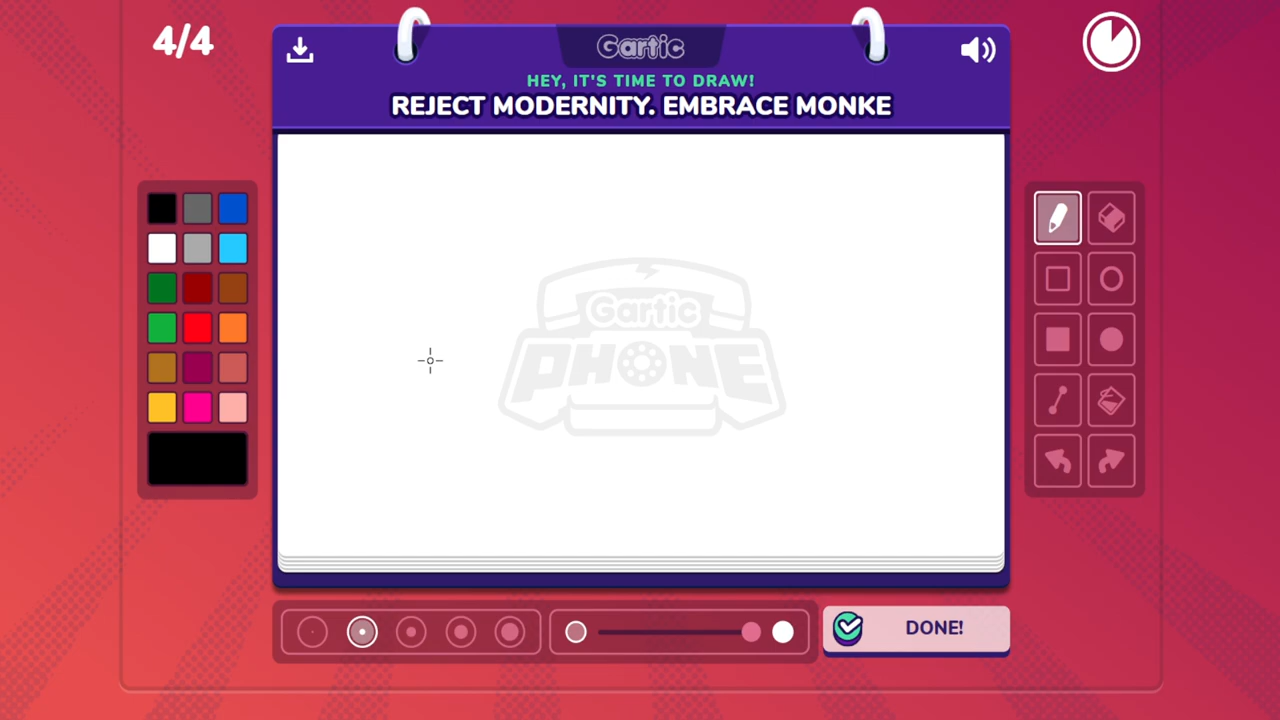 4/4
Gartic
HEY, IT'S TIME TO DRAW!
REJECT MODERNITY. EMBRACE MONKE
Gartic
PHONE
DONE!